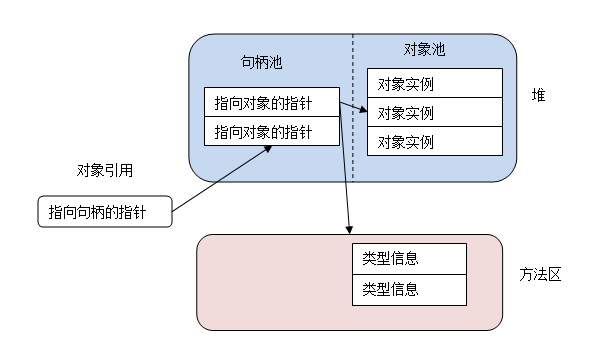 句柄池
对象池
指向对象的指针
指向对象的指针
对象实例
对象实例
对象实例
堆
对象引用
指向句柄的指针
类型信息
类型信息
方法区